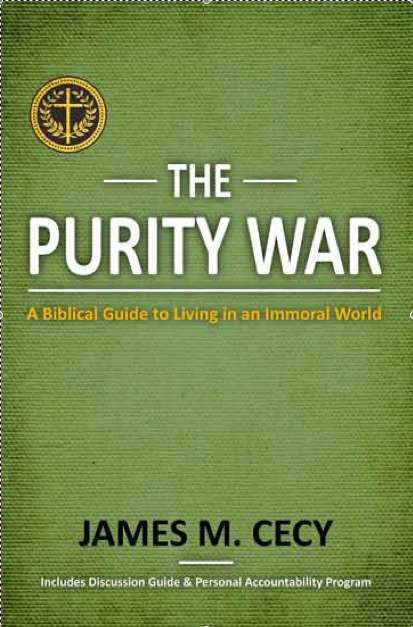 THE
PURITY WAR
A Biblical Guide to Living in an Immoral World
JAMES M. CECY
Includes Discussion Guide & Personal Accountability Program